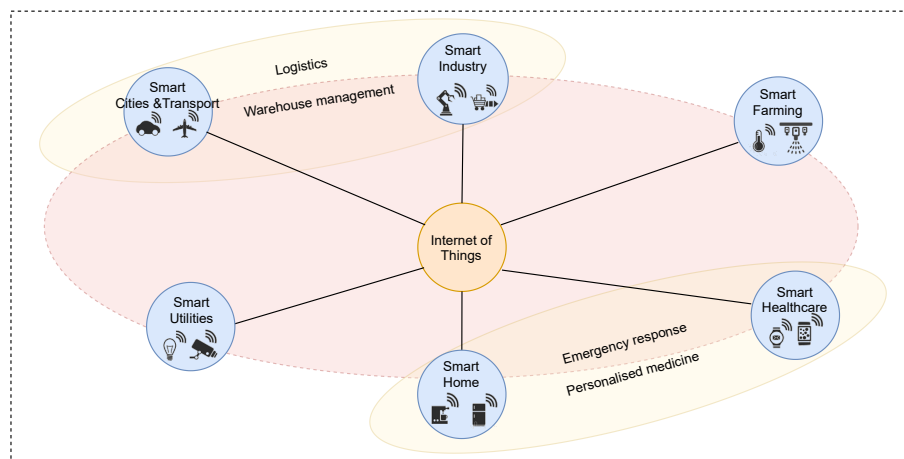 Smart
Industry
Logistics
Smart
Cities &Transport
Warehouse management
Smart
Farming
Internet of
Things
Smart
Utilities
Smart
Healthcare
Emergency response
Smart
Home
Personalised medicine